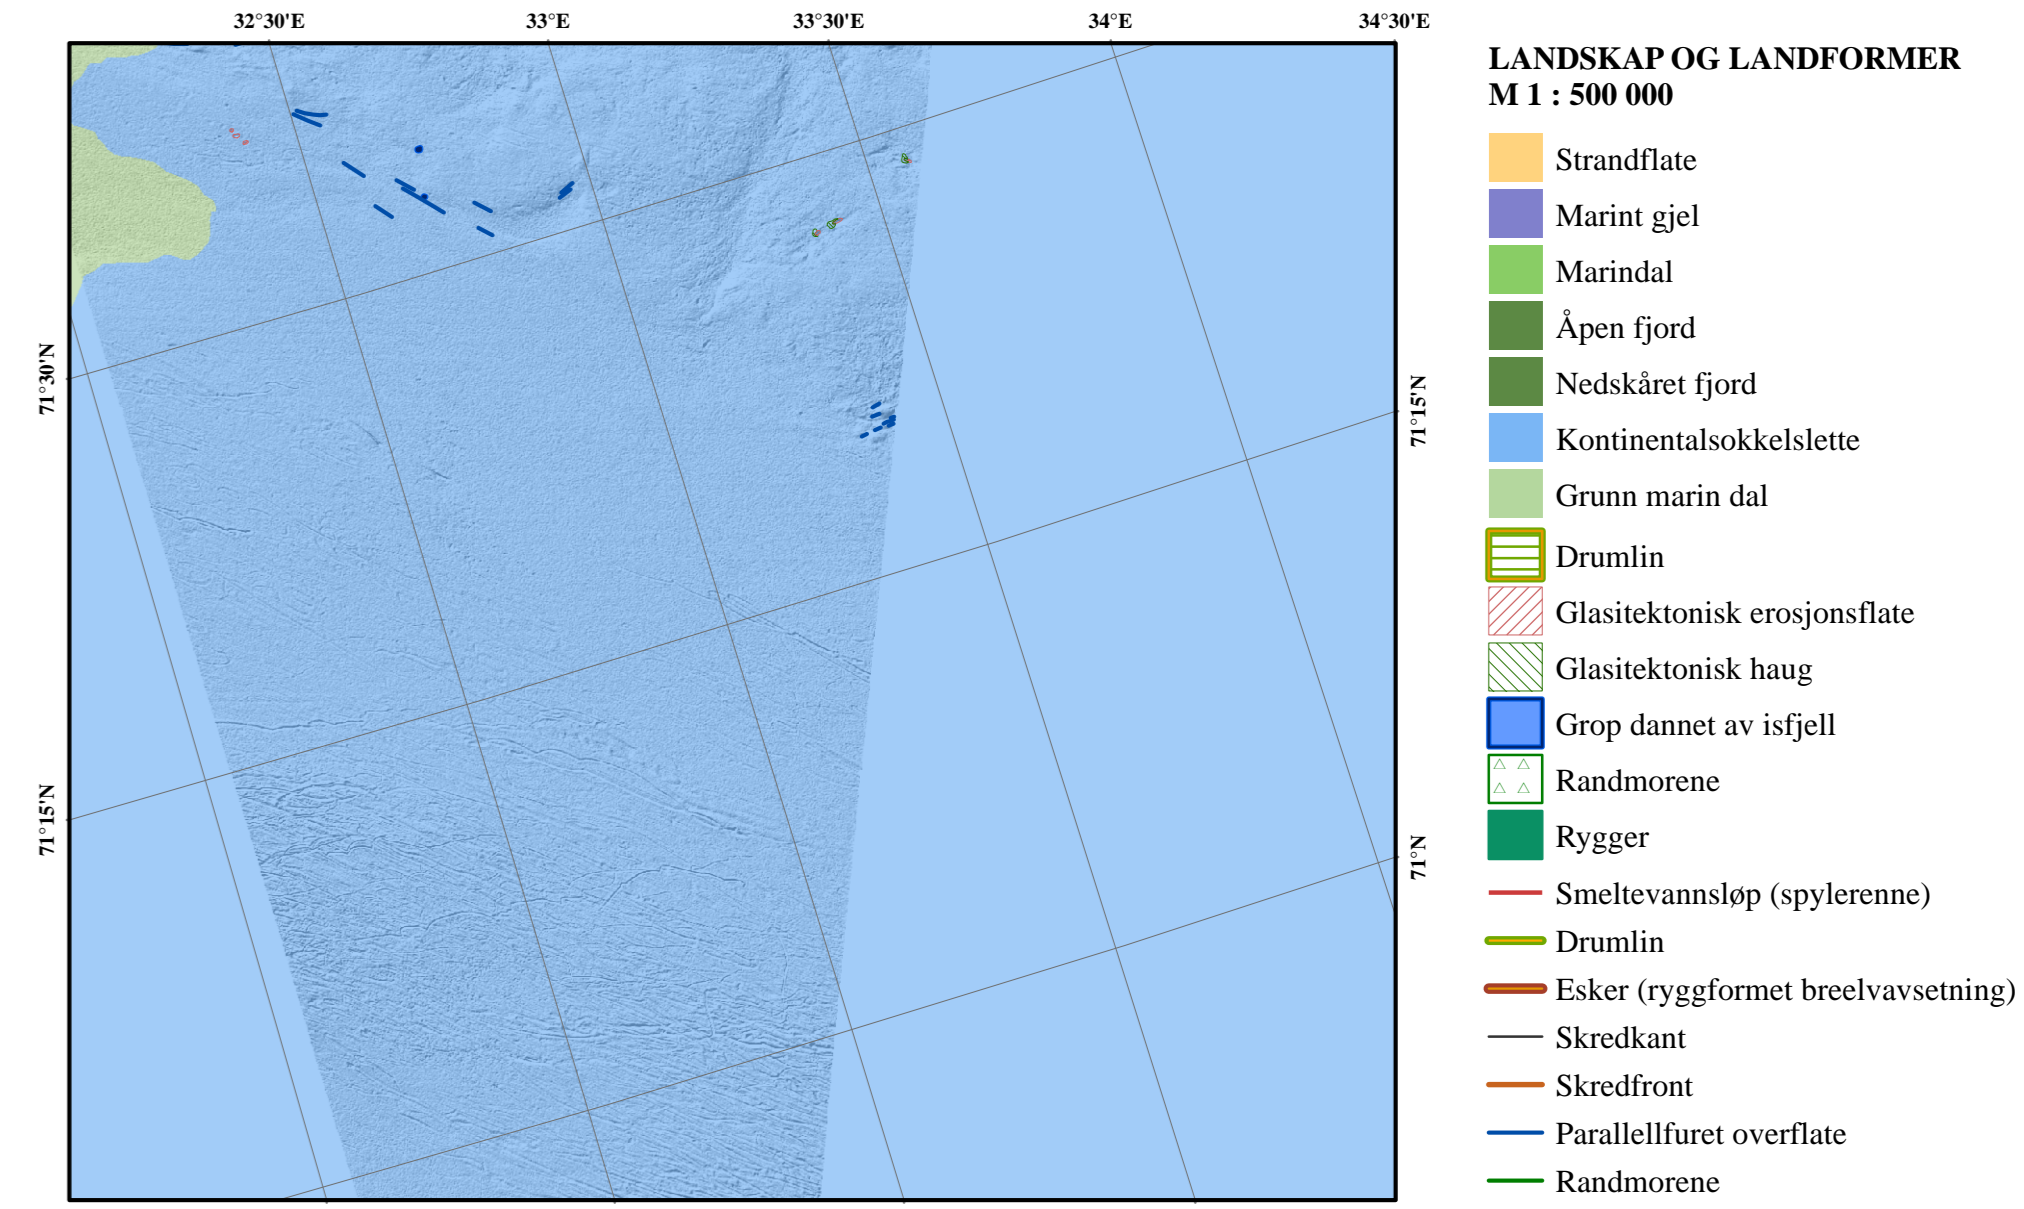 32°30'E 33°E 33°30'E 34°E 34°30'E
71°30'N
71°15'N
71°15'N
71°N
LANDSKAP OG LANDFORMER
M 1 : 500 000
Strandflate
Marint gjel
Marindal
Åpen fjord
Nedskåret fjord
Kontinentalsokkelslette
Grunn marin dal
Drumlin
Glasitektonisk erosjonsflate
Glasitektonisk haug
Grop dannet av isfjell
Randmorene
Rygger
Smeltevannsløp (spylerenne)
Drumlin
Esker (ryggformet breelvavsetning)
Skredkant
Skredfront
Parallellfuret overflate
Randmorene